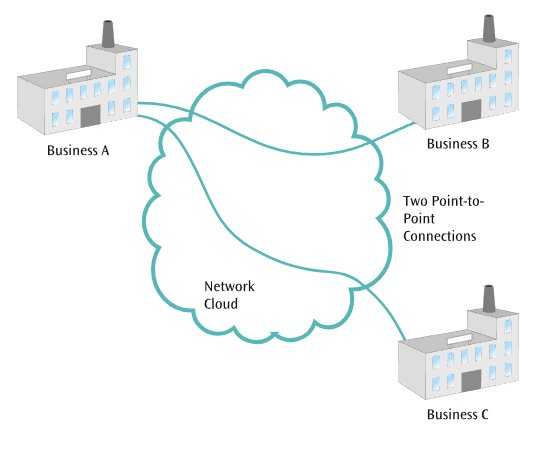 Business A
Business B
Two Point-to-
Point
Connections
Network
Cloud
Business C